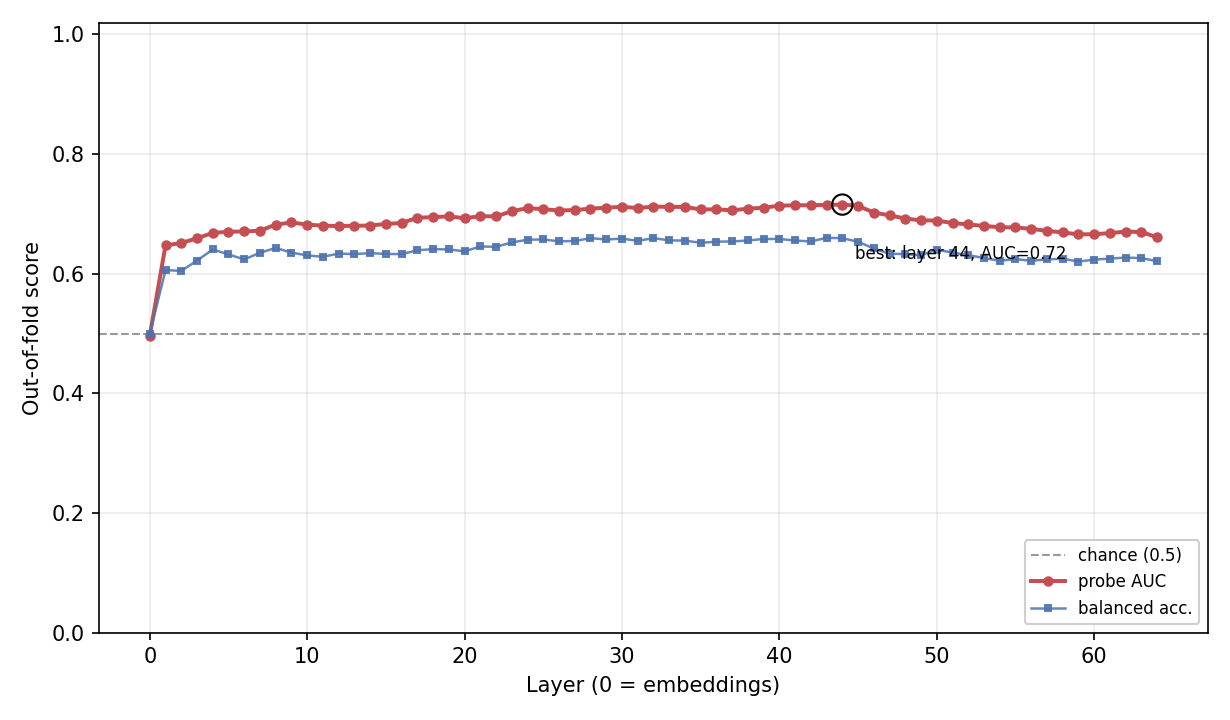 1.0
0.8
0.6
0.4
0.2
0.0
Out-of-fold score
best: layer 44, AUC=0.72
chance (0.5)
probe AUC
balanced acc.
0 10 20 30 40 50 60
Layer (0 = embeddings)